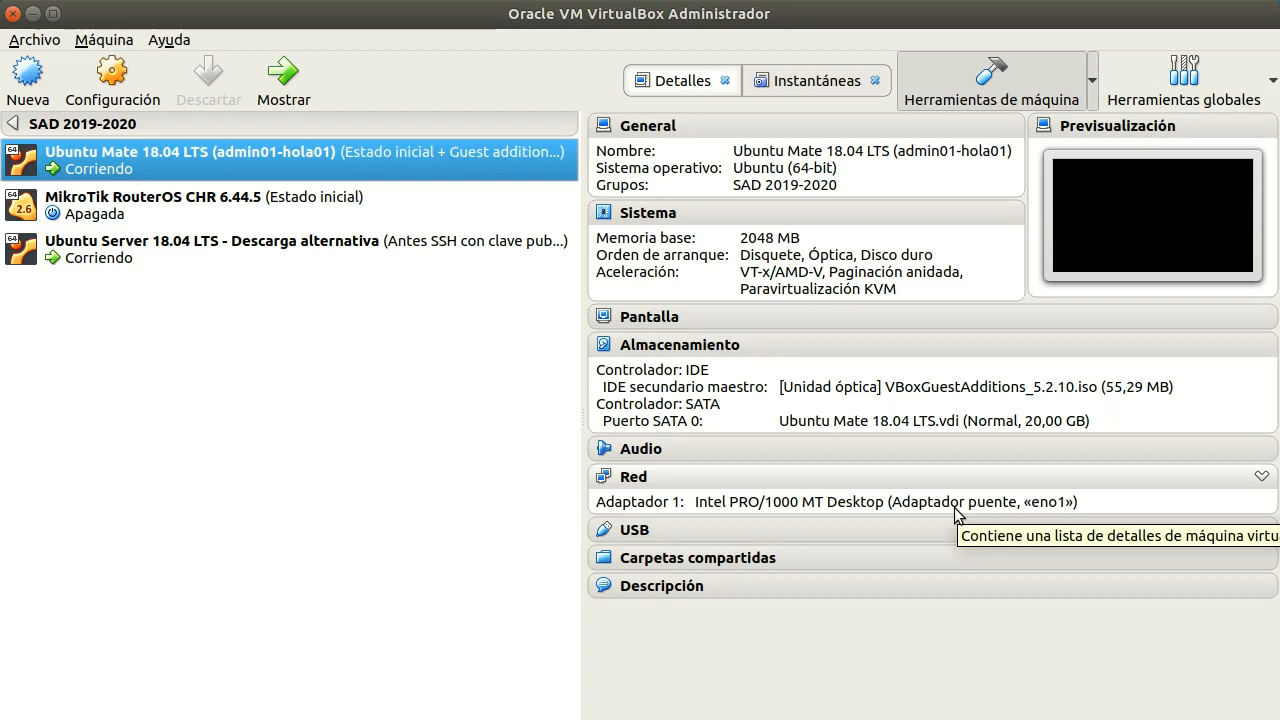 Oracle VM VirtualBox Administrador
Archivo Máquina Ayuda
Nueva Configuración Descartar Mostrar
Detalles Instantáneas
Herramientas de máquina Herramientas globales
SAD 2019-2020
64 Ubuntu Mate 18.04 LTS (admin01-hola01) (Estado inicial + Guest addition...)
Corriendo
64 2.6 MikroTik RouterOS CHR 6.44.5 (Estado inicial)
Apagada
64 Ubuntu Server 18.04 LTS - Descarga alternativa (Antes SSH con clave pub...)
Corriendo
General
Nombre: Ubuntu Mate 18.04 LTS (admin01-hola01)
Sistema operativo: Ubuntu (64-bit)
Grupos: SAD 2019-2020
Previsualización
Sistema
Memoria base: 2048 MB
Orden de arranque: Disquete, Óptica, Disco duro
Aceleración: VT-x/AMD-V, Paginación anidada,
Paravirtualización KVM
Pantalla
Almacenamiento
Controlador: IDE
IDE secundario maestro: [Unidad óptica] VBoxGuestAdditions_5.2.10.iso (55,29 MB)
Controlador: SATA
Puerto SATA 0: Ubuntu Mate 18.04 LTS.vdi (Normal, 20,00 GB)
Audio
Red
Adaptador 1: Intel PRO/1000 MT Desktop (Adaptador puente, «eno1»)
USB
Contiene una lista de detalles de máquina virtu
Carpetas compartidas
Descripción